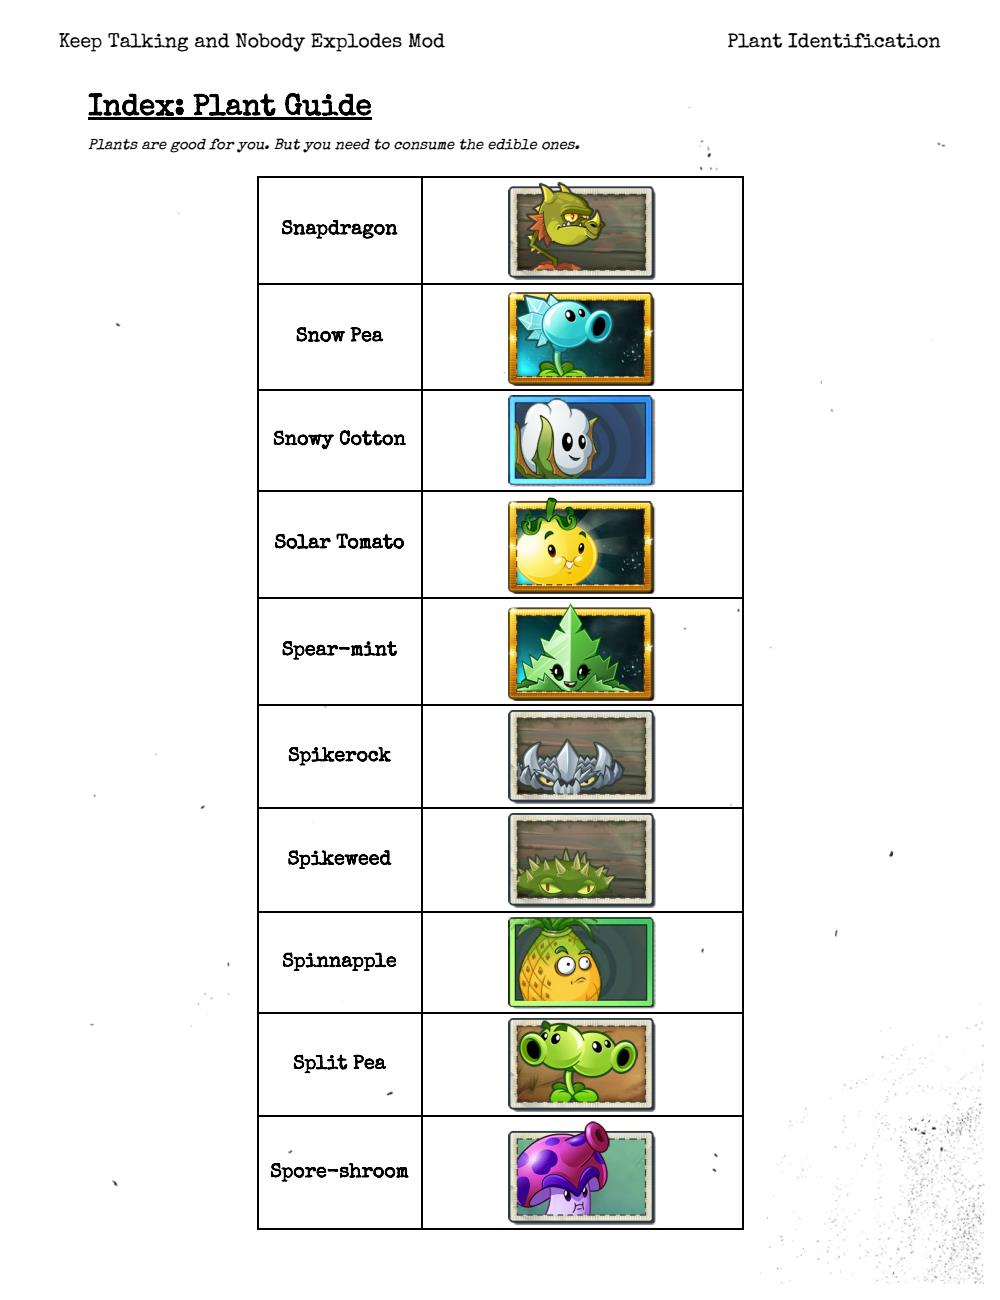 Keep Talking and Nobody Explodes Mod
Plant Identification
Index: Plant Guide
Plants are good for you. But you need to consume the edible ones.
Snapdragon
Snow Pea
Snowy Cotton
Solar Tomato
Spear-mint
Spikerock
Spikeweed
Spinnapple
Split Pea
Spore-shroom